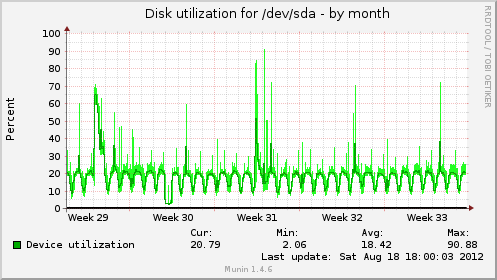 Disk utilization for /dev/sda - by month
RRDTOOL / TOBI OETIKER
Percent
100
90
80
70
60
50
40
30
20
10
0
Week 29 Week 30 Week 31 Week 32 Week 33
Cur: Min: Avg: Max:
Device utilization 20.79 2.06 18.42 90.88
Last update: Sat Aug 18 18:00:03 2012
Munin 1.4.6